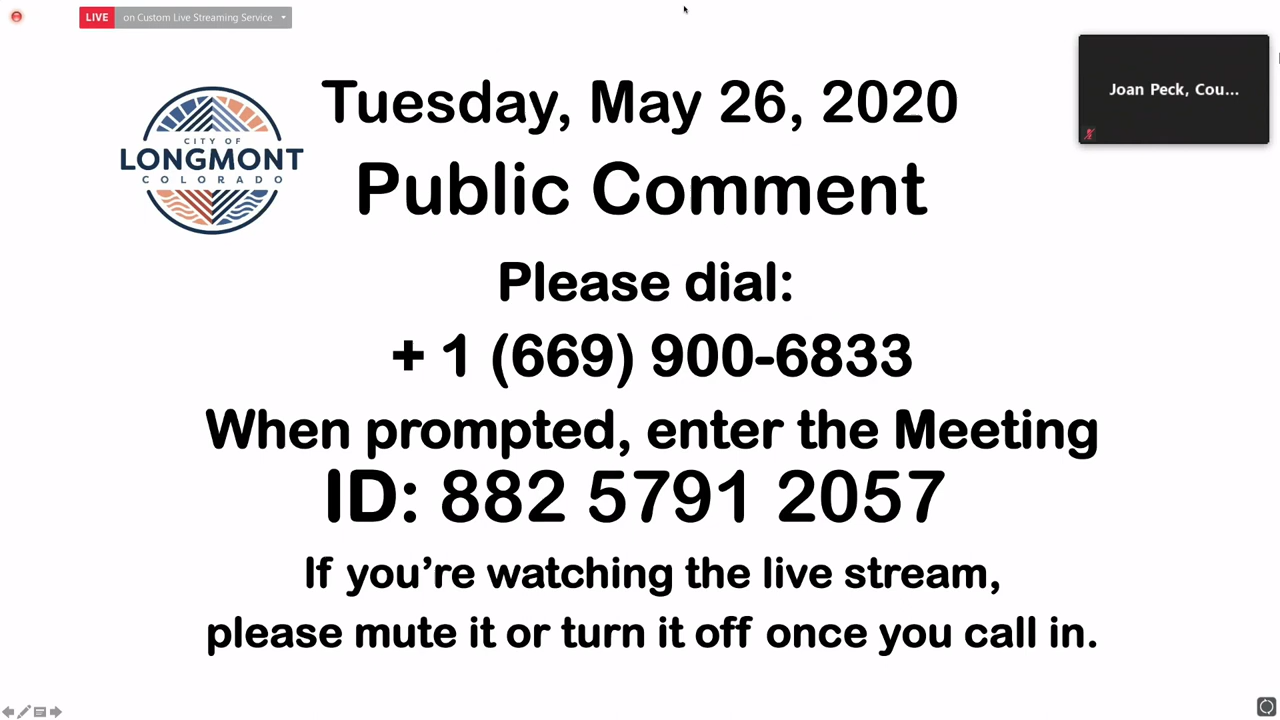 LIVE on Custom Live Streaming Service
Joan Peck, Cou...
CITY OF
LONGMONT
COLORADO
Tuesday, May 26, 2020
Public Comment
Please dial:
+ 1 (669) 900-6833
When prompted, enter the Meeting
ID: 882 5791 2057
If you’re watching the live stream,
please mute it or turn it off once you call in.